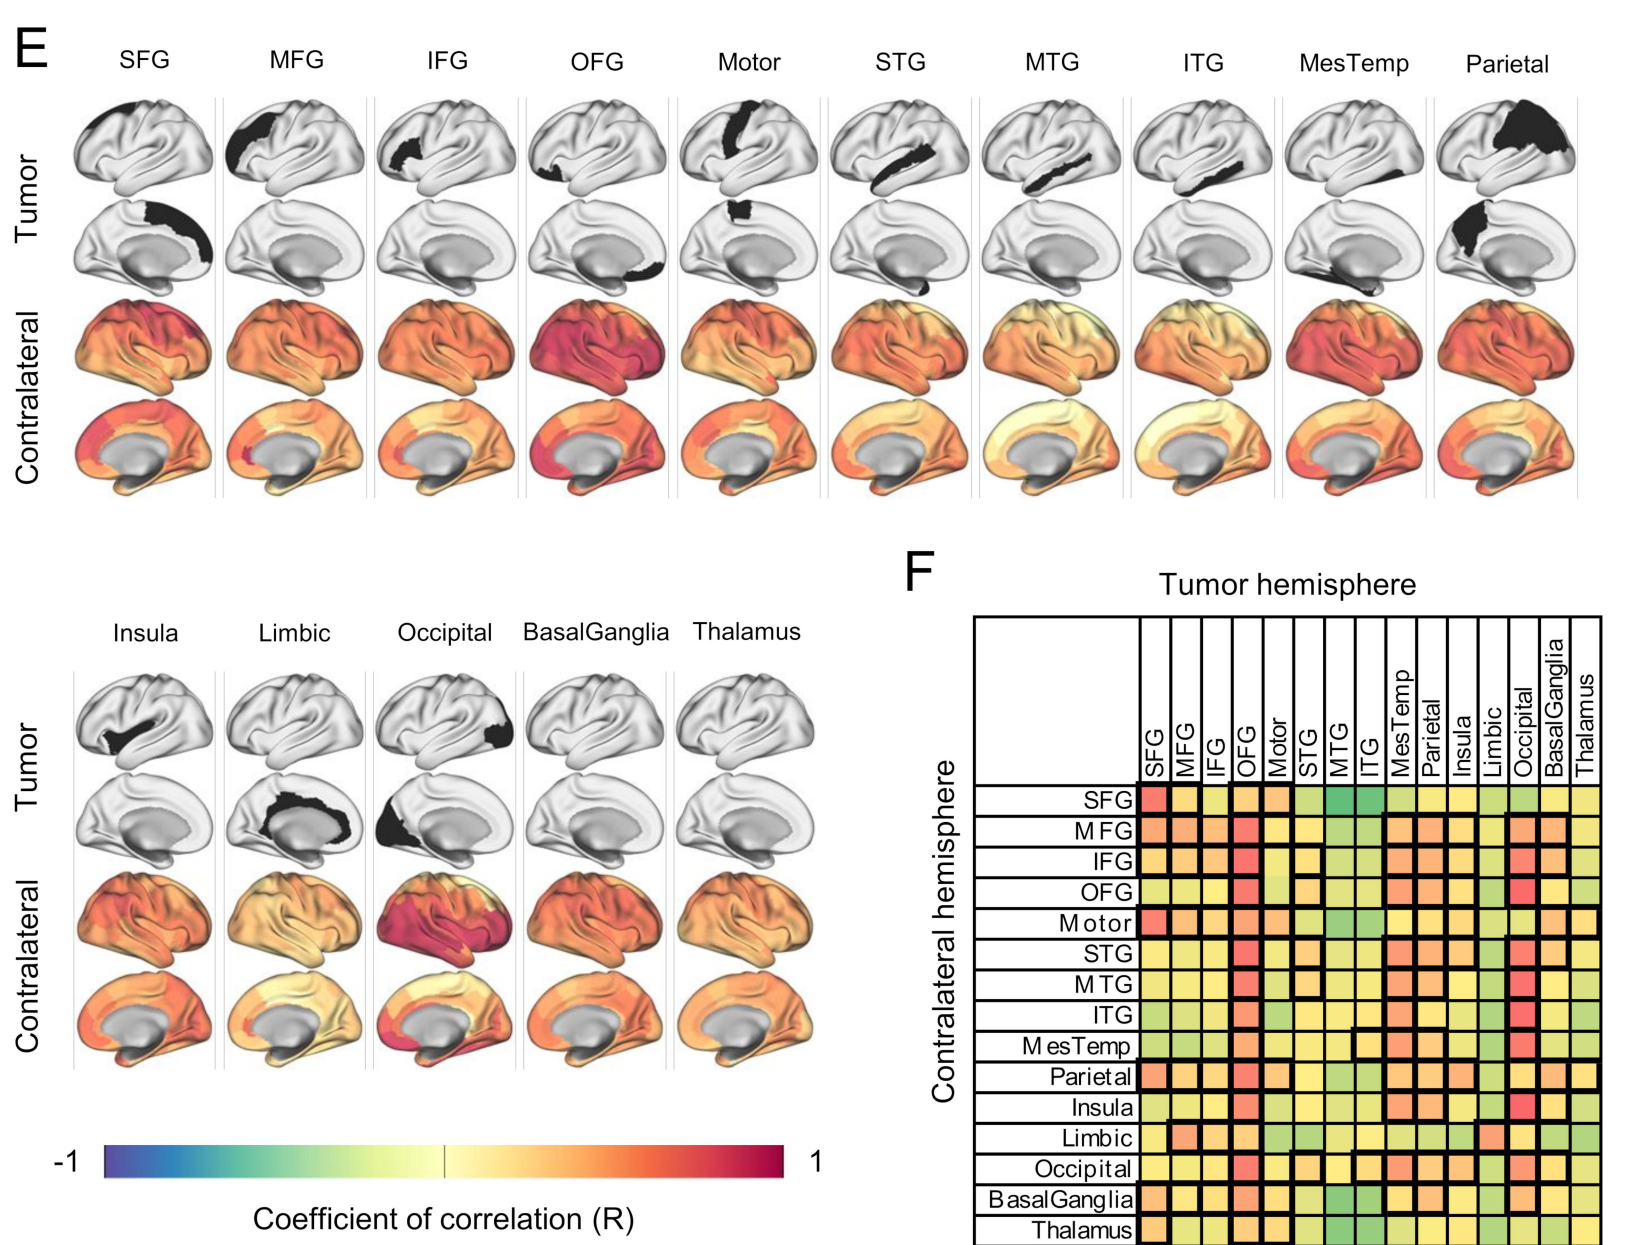 E
SFG MFG IFG OFG Motor STG MTG ITG MesTemp Parietal
Tumor
Contralateral
Insula Limbic Occipital BasalGanglia Thalamus
Tumor
Contralateral
-1 1
Coefficient of correlation (R)
F
Tumor hemisphere
SFG MFG IFG OFG Motor STG MTG ITG MesTemp Parietal Insula Limbic Occipital BasalGanglia Thalamus
Contralateral hemisphere
SFG
MFG
IFG
OFG
Motor
STG
MTG
ITG
MesTemp
Parietal
Insula
Limbic
Occipital
BasalGanglia
Thalamus